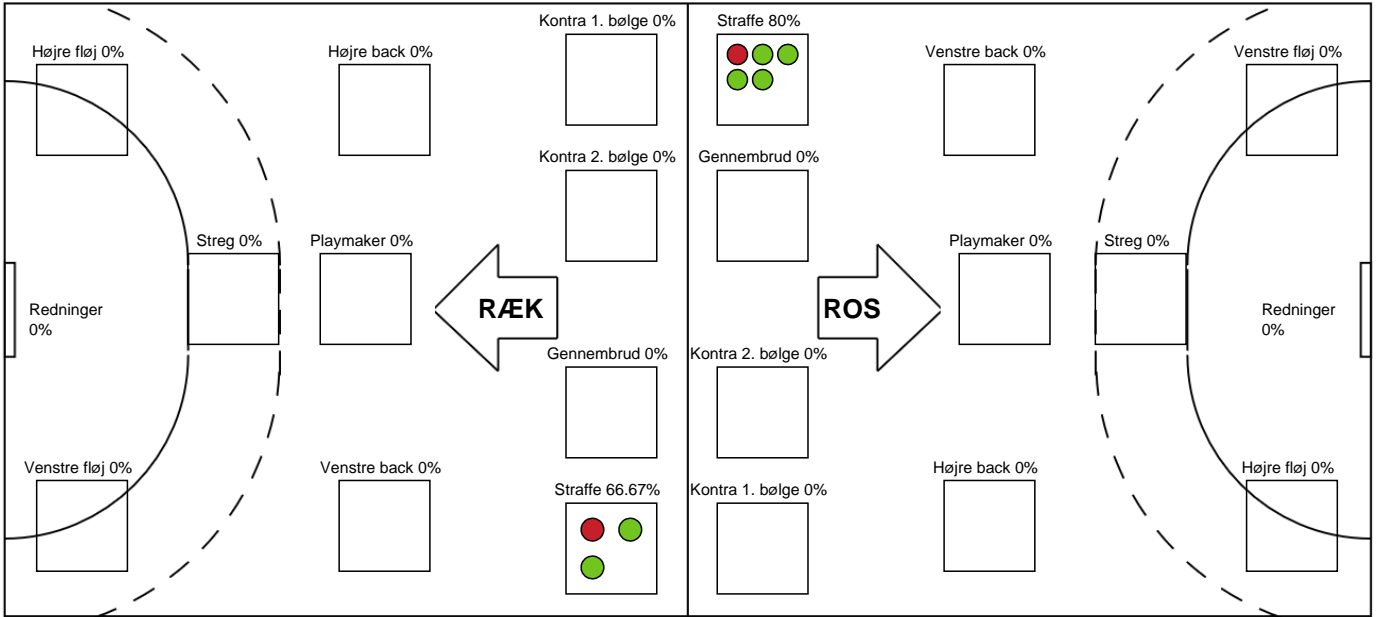 Kontra 1. bølge 0%
Straffe 80%
Højre fløj 0%
Højre back 0%
Venstre back 0%
Venstre fløj 0%
Kontra 2. bølge 0%
Gennembrud 0%
Streg 0%
Playmaker 0%
Playmaker 0%
Streg 0%
Redninger
0%
RÆK
ROS
Redninger
0%
Gennembrud 0%
Kontra 2. bølge 0%
Venstre fløj 0%
Venstre back 0%
Højre back 0%
Højre fløj 0%
Straffe 66.67%
Kontra 1. bølge 0%